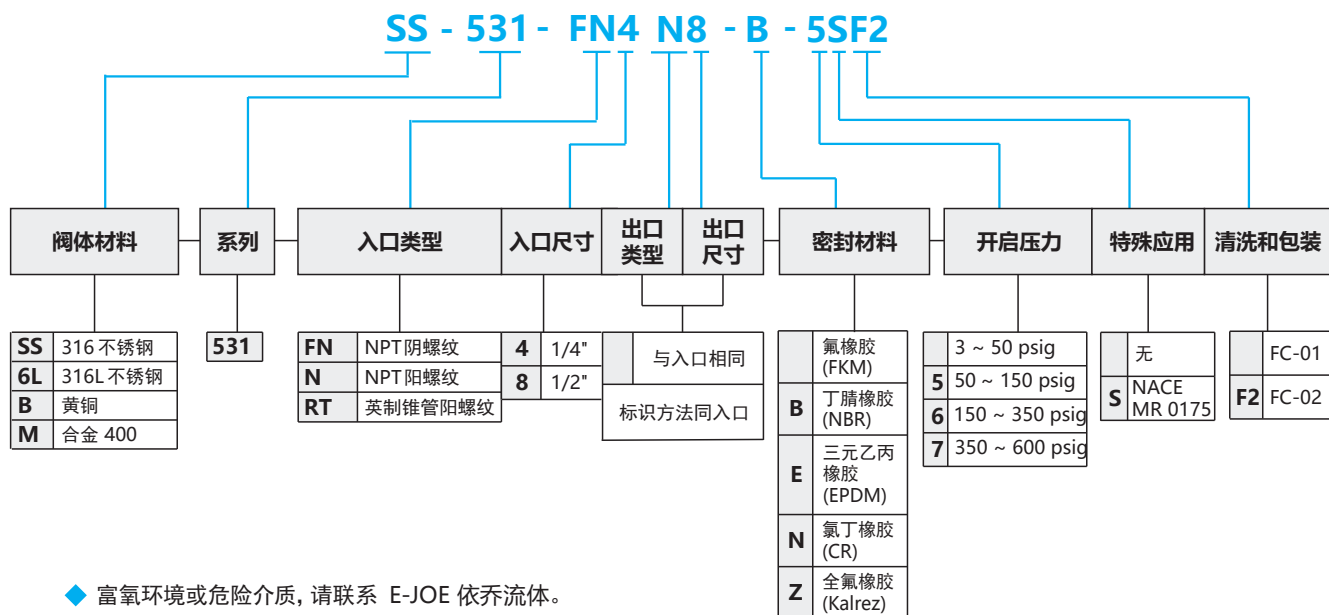 SS - 531 - FN4 N8 - B - 5SF2
阀体材料
系列
入口类型
入口尺寸
出口
类型
出口
尺寸
密封材料
开启压力
特殊应用
清洗和包装
SS 316 不锈钢
6L 316L 不锈钢
B 黄铜
M 合金 400
531
FN NPT阴螺纹
N NPT阳螺纹
RT 英制锥管阳螺纹
4 1/4"
8 1/2"
与入口相同
标识方法同入口
氟橡胶
(FKM)
B 丁腈橡胶
(NBR)
E 三元乙丙
橡胶
(EPDM)
N 氯丁橡胶
(CR)
Z 全氟橡胶
(Kalrez)
3 ~ 50 psig
5 50 ~ 150 psig
6 150 ~ 350 psig
7 350 ~ 600 psig
无
S NACE
MR 0175
FC-01
F2 FC-02
富氧环境或危险介质, 请联系 E-JOE 依乔流体。